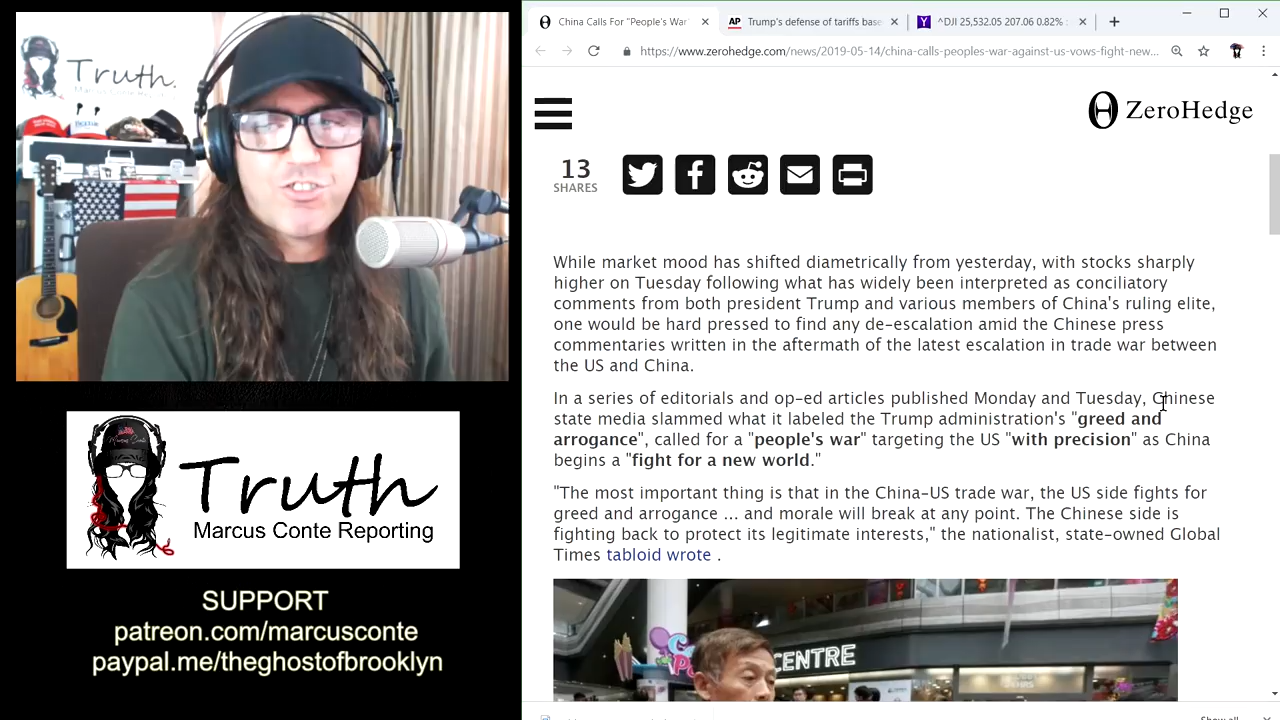 Truth.
Marcus Conte Repor
Truth
Marcus Conte Reporting
SUPPORT
patreon.com/marcusconte
paypal.me/theghostofbrooklyn
China Calls For "People's War
AP Trump's defense of tariffs base
^DJI 25,532.05 207.06 0.82% :
https://www.zerohedge.com/news/2019-05-14/china-calls-peoples-war-against-us-vows-fight-new...
ZeroHedge
13
SHARES
While market mood has shifted diametrically from yesterday, with stocks sharply
higher on Tuesday following what has widely been interpreted as conciliatory
comments from both president Trump and various members of China's ruling elite,
one would be hard pressed to find any de-escalation amid the Chinese press
commentaries written in the aftermath of the latest escalation in trade war between
the US and China.
In a series of editorials and op-ed articles published Monday and Tuesday, Chinese
state media slammed what it labeled the Trump administration's "greed and
arrogance", called for a "people's war" targeting the US "with precision" as China
begins a "fight for a new world."
"The most important thing is that in the China-US trade war, the US side fights for
greed and arrogance ... and morale will break at any point. The Chinese side is
fighting back to protect its legitimate interests," the nationalist, state-owned Global
Times tabloid wrote .
CENTRE
Show all